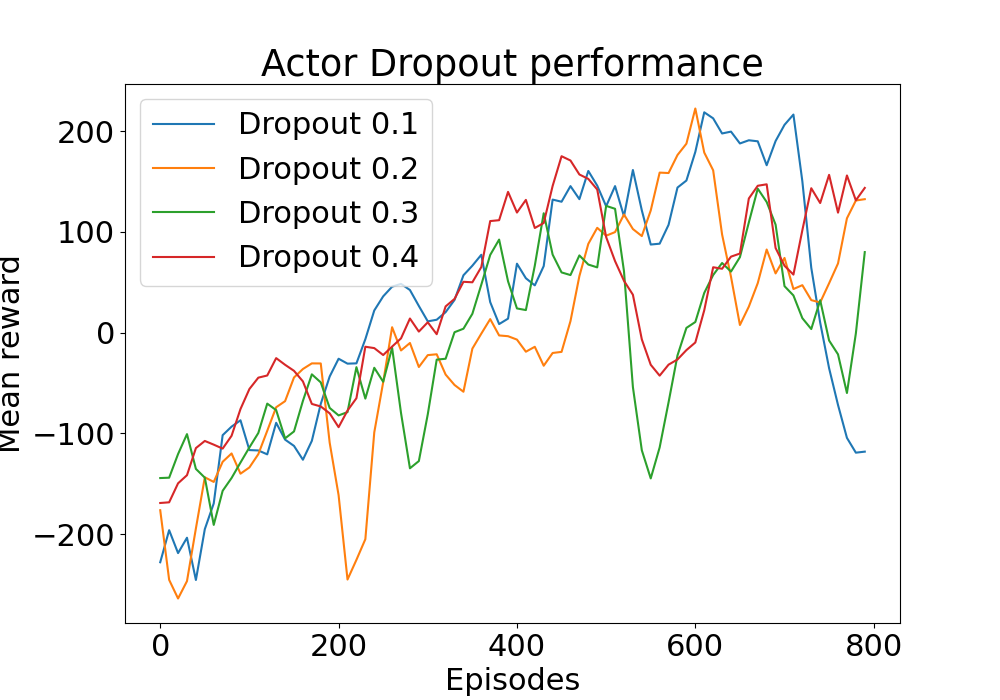 Actor Dropout performance
Dropout 0.1
Dropout 0.2
Dropout 0.3
Dropout 0.4
Mean reward
200
100
0
−100
−200
0 200 400 600 800
Episodes